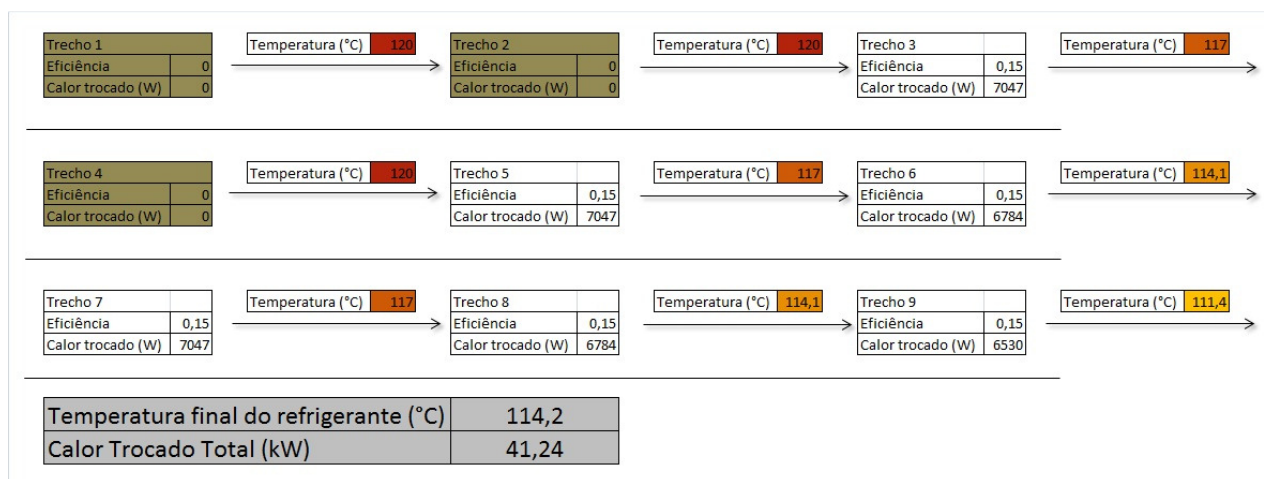 Trecho 1 Temperatura (°C) 120 Trecho 2 Temperatura (°C) 120 Trecho 3 Temperatura (°C) 117
Eficiência 0 Eficiência 0 Eficiência 0,15
Calor trocado (W) 0 Calor trocado (W) 0 Calor trocado (W) 7047
Trecho 4 Temperatura (°C) 120 Trecho 5 Temperatura (°C) 117 Trecho 6 Temperatura (°C) 114,1
Eficiência 0 Eficiência 0,15 Eficiência 0,15
Calor trocado (W) 0 Calor trocado (W) 7047 Calor trocado (W) 6784
Trecho 7 Temperatura (°C) 117 Trecho 8 Temperatura (°C) 114,1 Trecho 9 Temperatura (°C) 111,4
Eficiência 0,15 Eficiência 0,15 Eficiência 0,15
Calor trocado (W) 7047 Calor trocado (W) 6784 Calor trocado (W) 6530
Temperatura final do refrigerante (°C) 114,2
Calor Trocado Total (kW) 41,24